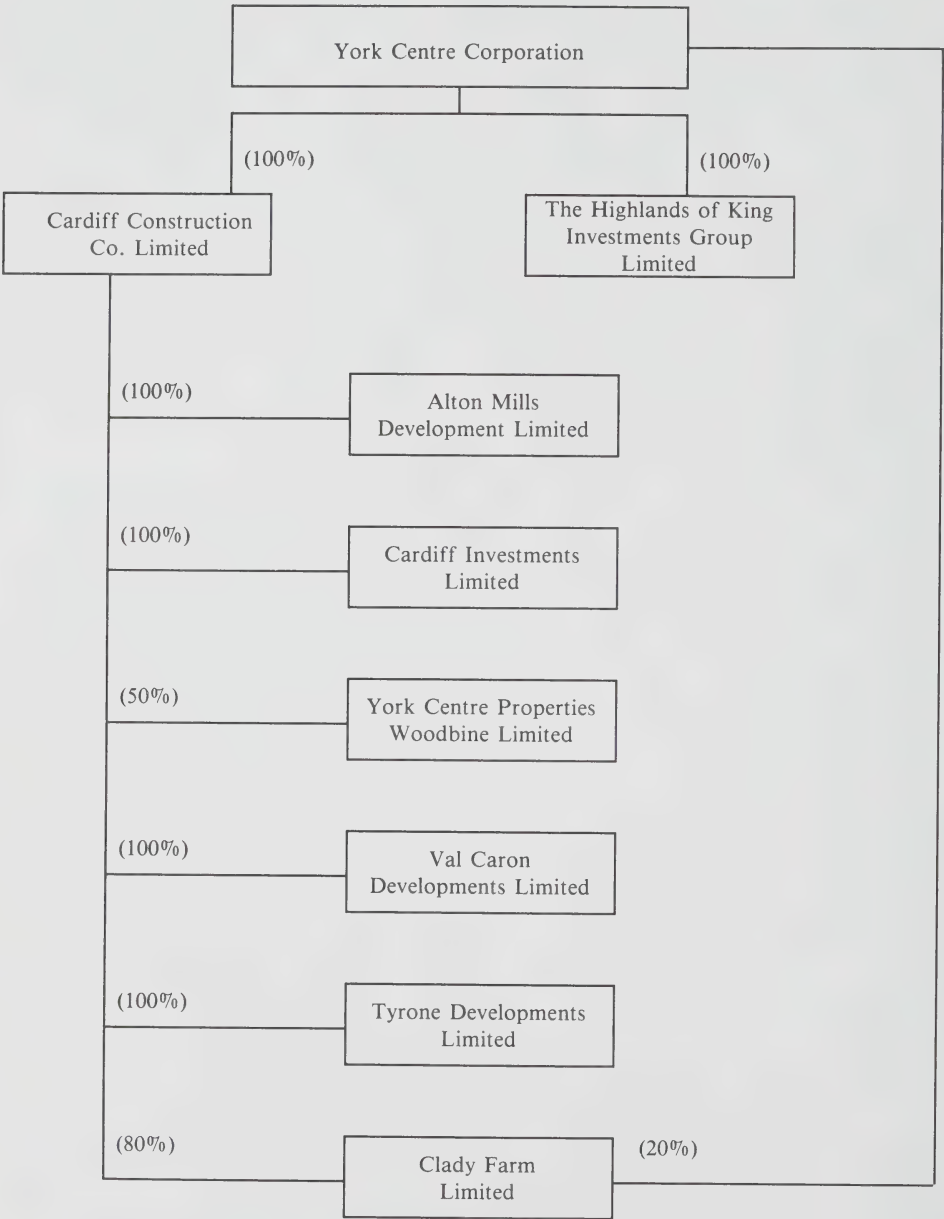 York Centre Corporation
(100%)
(100%)
Cardiff Construction
Co. Limited
The Highlands of King
Investments Group
Limited
(100%)
Alton Mills
Development Limited
(100%)
Cardiff Investments
Limited
(50%)
York Centre Properties
Woodbine Limited
(100%)
Val Caron
Developments Limited
(100%)
Tyrone Developments
Limited
(80%)
Clady Farm
Limited
(20%)